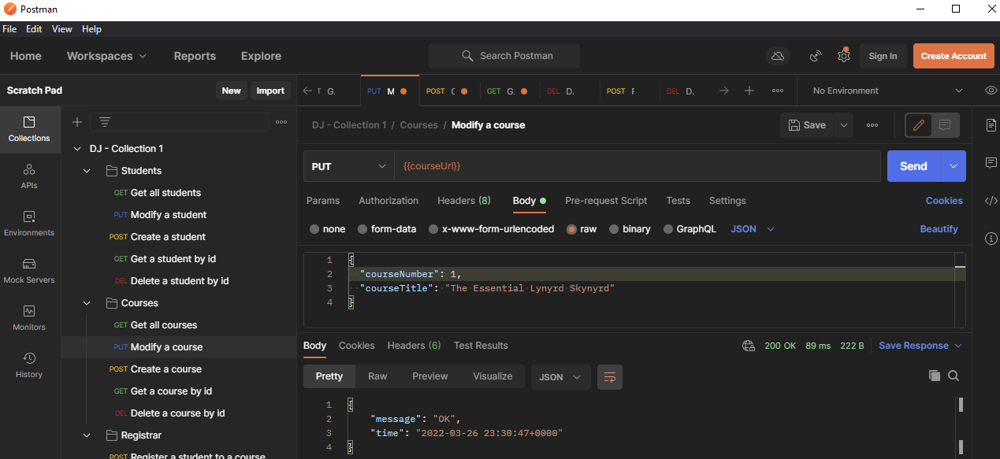 Postman
File Edit View Help
Home Workspaces Reports Explore Search Postman Sign In Create Account
Scratch Pad New Import
T G. PUT M POST GET G. DEL D. POST DEL D. No Environment
Collections
APIs
Environments
Mock Servers
Monitors
History
DJ - Collection 1
Students
GET Get all students
PUT Modify a student
POST Create a student
GET Get a student by id
DEL Delete a student by id
Courses
GET Get all courses
PUT Modify a course
POST Create a course
GET Get a course by id
DEL Delete a course by id
Registrar
POST Register a student to a course
DJ - Collection 1 / Courses / Modify a course Save
PUT {{courseUrl}} Send
Params Authorization Headers (8) Body Pre-request Script Tests Settings Cookies
none form-data x-www-form-urlencoded raw binary GraphQL JSON Beautify
1 {
2 "courseNumber": 1,
3 "courseTitle": "The Essential Lynyrd Skynyrd"
4 }
Body Cookies Headers (6) Test Results 200 OK 89 ms 222 B Save Response
Pretty Raw Preview Visualize JSON
1 {
2 "message": "OK",
3 "time": "2022-03-26 23:30:47+0000"
4 }